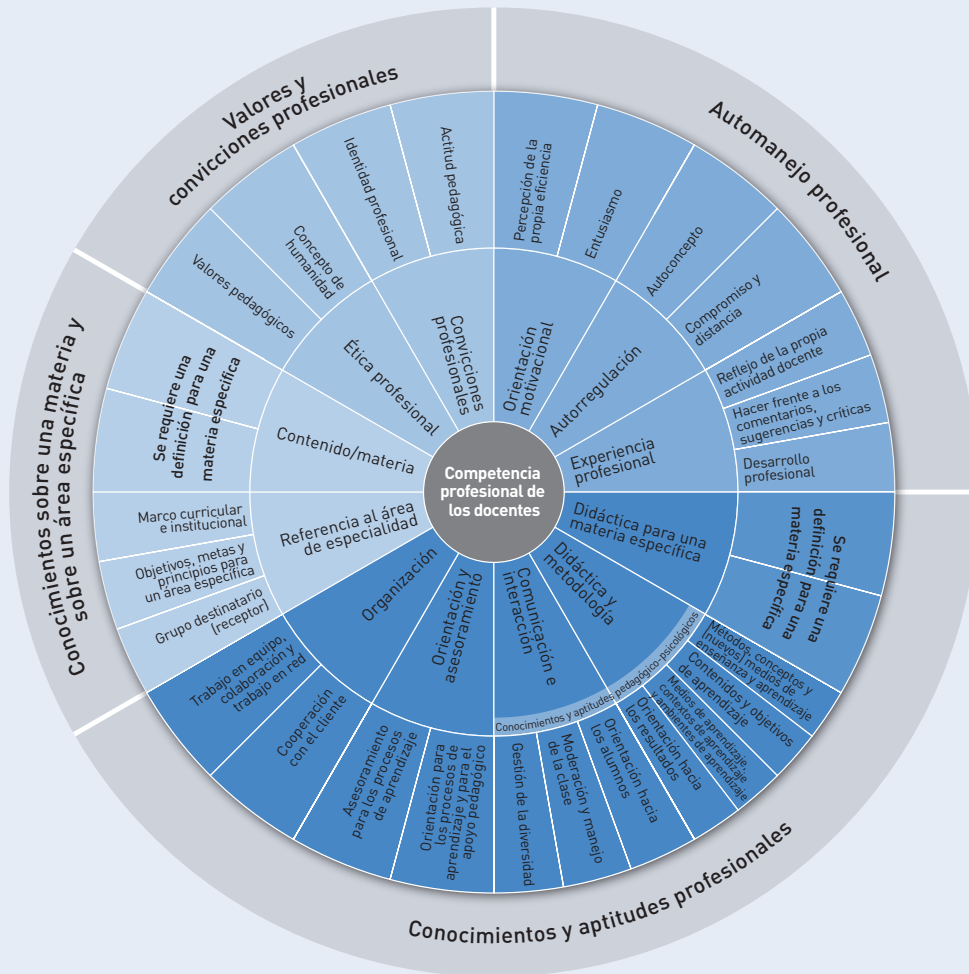 Competencia
profesional de
los docentes
Valores y
convicciones profesionales
Automanejo profesional
Conocimientos y aptitudes profesionales
Conocimientos sobre una materia y
sobre un área específica
Convicciones
profesionales
Actitud pedagógica
Identidad profesional
Ética profesional
Concepto de
humanidad
Valores pedagógicos
Orientación
motivacional
Percepción de la
propia eficiencia
Entusiasmo
Autorregulación
Autoconcepto
Compromiso y
distancia
Experiencia
profesional
Reflejo de la propia
actividad docente
Hacer frente a los
comentarios,
sugerencias y críticas
Desarrollo
profesional
Didáctica para una
materia específica
Se requiere una
definición para una
materia específica
Didáctica y
metodología
Métodos, conceptos y
(nuevos) medios de
enseñanza y aprendizaje
Contenidos y objetivos
de aprendizaje
Medios de aprendizaje,
contextos de aprendizaje
y ambientes de aprendizaje
Orientación hacia
los resultados
Conocimientos y aptitudes pedagógico-psicológicos
Comunicación e
interacción
Orientación hacia
los alumnos
Moderación y manejo
de la clase
Gestión de la diversidad
Orientación y
asesoramiento
Orientación para
los procesos de
aprendizaje y para el
apoyo pedagógico
Asesoramiento
para los procesos
de aprendizaje
Organización
Cooperación
con el cliente
Trabajo en equipo,
colaboración y
trabajo en red
Referencia al área
de especialidad
Grupo destinatario
(receptor)
Objetivos, metas y
principios para
un área específica
Marco curricular
e institucional
Contenido/materia
Se requiere una
definición para una
materia específica